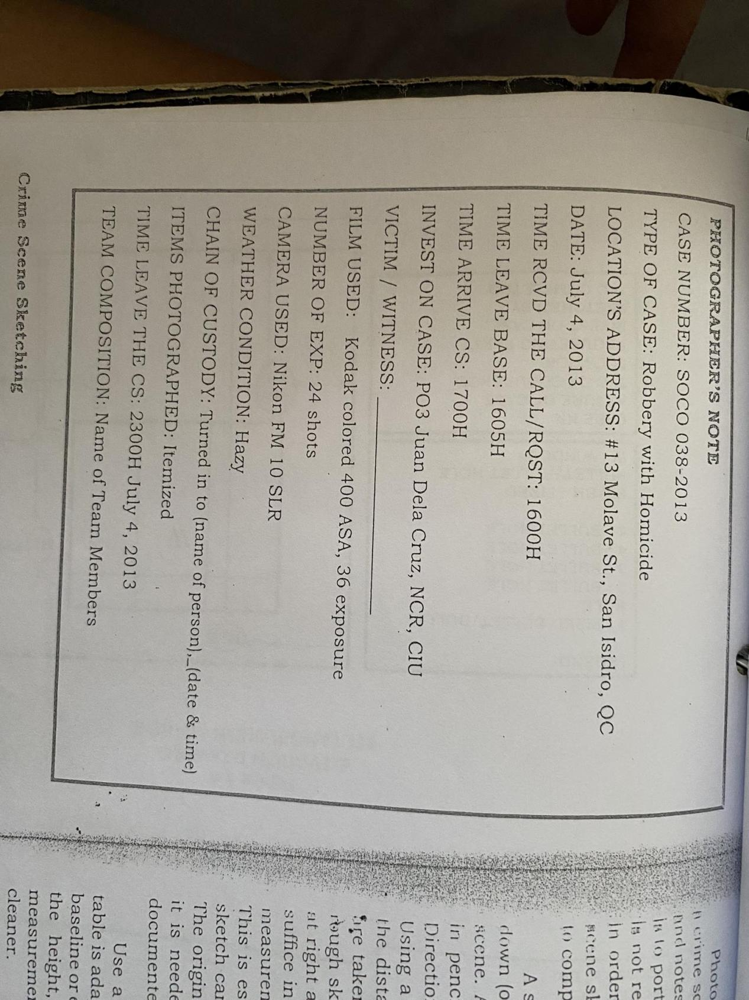 PHOTOGRAPHER'S NOTE
CASE NUMBER: SOCO 038-2013
TYPE OF CASE: Robbery with Homicide
LOCATION'S ADDRESS: #13 Molave St., San Isidro, QC
DATE: July 4, 2013
TIME RCVD THE CALL/RQST: 1600H
TIME LEAVE BASE: 1605H
TIME ARRIVE CS: 1700H
INVEST ON CASE: PO3 Juan Dela Cruz, NCR, CIU
VICTIM / WITNESS: ____________________
FILM USED: Kodak colored 400 ASA, 36 exposure
NUMBER OF EXP: 24 shots
CAMERA USED: Nikon FM 10 SLR
WEATHER CONDITION: Hazy
CHAIN OF CUSTODY: Turned in to (name of person),_(date & time)
ITEMS PHOTOGRAPHED: Itemized
TIME LEAVE THE CS: 2300H July 4, 2013
TEAM COMPOSITION: Name of Team Members
Crime Scene Sketching
Photo
crime sc
and notes
is to port
is not re
in order
scene sk
to comp
A s
down (o
scene. A
in penc
Directio
Using a
the dista
are taken
rough sk
at right a
suffice in
measuren
This is es
sketch car
The origin
it is neede
documente
Use a
table is ada
baseline or
the height,
measuremen
cleaner.